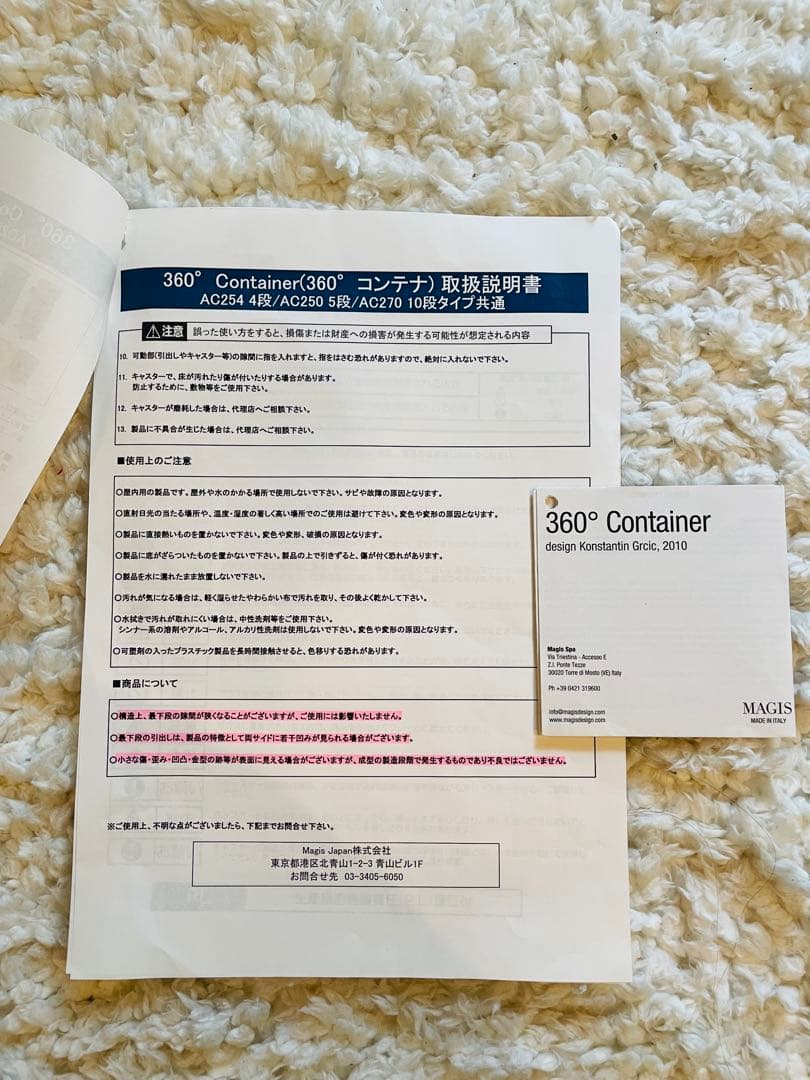 360° Container(360° コンテナ) 取扱説明書
AC254 4段/AC250 5段/AC270 10段タイプ共通
注意 誤った使い方をすると、損傷または財産への損害が発生する可能性が想定される内容
10. 可動部(引出しやキャスター等)の隙間に指を入れますと、指をはさむ恐れがありますので、絶対に入れないで下さい。
11. キャスターで、床が汚れたり傷が付いたりする場合があります。
防止するために、敷物等をご使用下さい。
12. キャスターが磨耗した場合は、代理店へご相談下さい。
13. 製品に不具合が生じた場合は、代理店へご相談下さい。
■使用上のご注意
○屋内用の製品です。屋外や水のかかる場所で使用しないで下さい。サビや故障の原因となります。
○直射日光の当たる場所や、温度・湿度の著しく高い場所でのご使用は避けて下さい。変色や変形の原因となります。
○製品に直接熱いものを置かないで下さい。変色や変形、破損の原因となります。
○製品に底がざらついたものを置かないで下さい。製品の上で引きずると、傷が付く恐れがあります。
○製品を水に濡れたまま放置しないで下さい。
○汚れが気になる場合は、軽く湿らせたやわらかい布で汚れを取り、その後よく乾かして下さい。
○水拭きで汚れが取れにくい場合は、中性洗剤等をご使用下さい。
シンナー系の溶剤やアルコール、アルカリ性洗剤は使用しないで下さい。変色や変形の原因となります。
○可塑剤の入ったプラスチック製品を長時間接触させると、色移りする恐れがあります。
■商品について
○構造上、最下段の隙間が狭くなることがございますが、ご使用には影響いたしません。
○最下段の引出しは、製品の特徴として両サイドに若干凹みが見られる場合がございます。
○小さな傷・歪み・凹凸・金型の跡等が表面に見える場合がございますが、成型の製造段階で発生するものであり不良ではございません。
※ご使用上、不明な点がございましたら、下記までお問合せ下さい。
Magis Japan株式会社
東京都港区北青山1-2-3 青山ビル1F
お問合せ先 03-3405-6050
360° Container
design Konstantin Grcic, 2010
Magis Spa
Via Triestina - Accesso E
Z.I. Ponte Tezze
30020 Torre di Mosto (VE) Italy
Ph +39 0421 319600
info@magisdesign.com
www.magisdesign.com
MAGIS
MADE IN ITALY